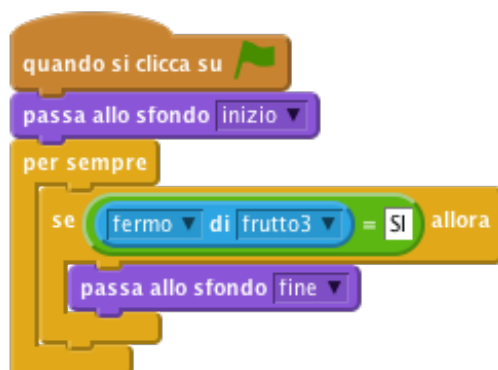 quando si clicca su
passa allo sfondo inizio
per sempre
se fermo di frutto3 = SI allora
passa allo sfondo fine